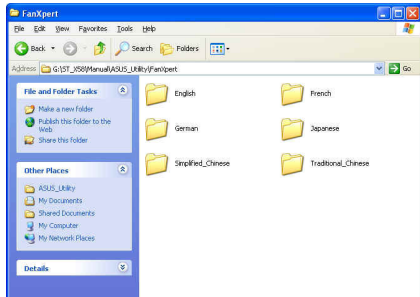 FanXpert
File Edit View Favorites Tools Help
Back Search Folders
Address G:\ST_X58\Manual\ASUS_Utility\FanXpert Go
File and Folder Tasks
Make a new folder
Publish this folder to the
Web
Share this folder
Other Places
ASUS_Utility
My Documents
Shared Documents
My Computer
My Network Places
Details
English
French
German
Japanese
Simplified_Chinese
Traditional_Chinese